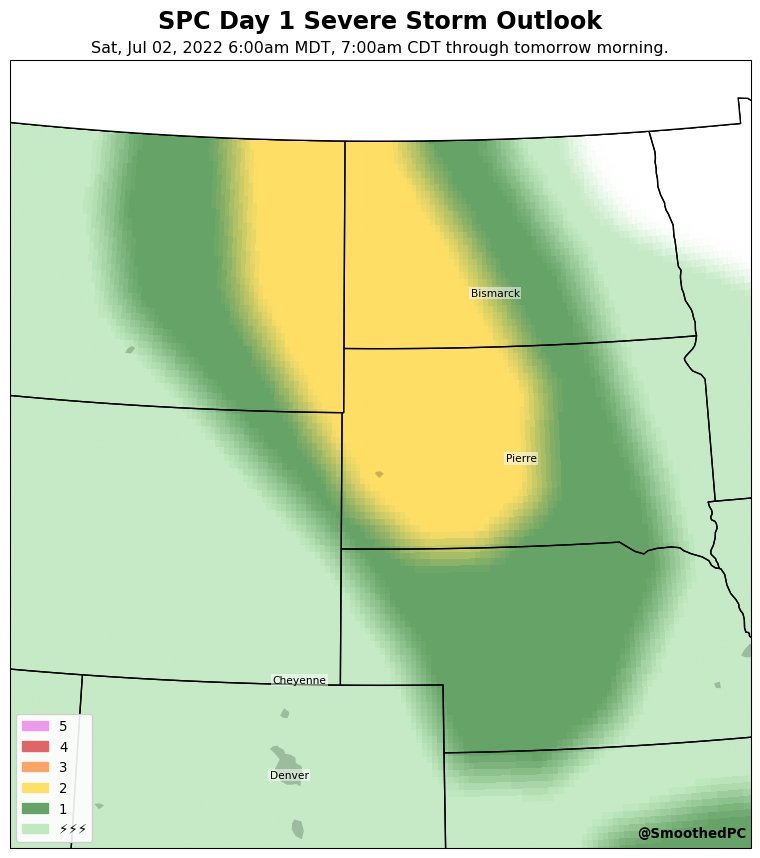 SPC Day 1 Severe Storm Outlook
Sat, Jul 02, 2022 6:00am MDT, 7:00am CDT through tomorrow morning.
Bismarck
Pierre
Cheyenne
Denver
5
4
3
2
1
⚡⚡⚡
@SmoothedPC